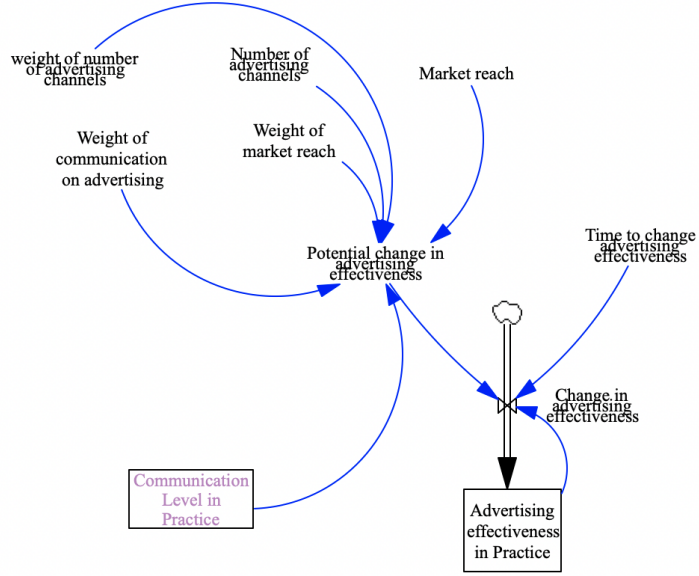 weight of number
of advertising
channels
Number of
advertising
channels
Market reach
Weight of
communication
on advertising
Weight of
market reach
Potential change in
advertising
effectiveness
Time to change
advertising
effectiveness
Change in
advertising
effectiveness
Communication
Level in
Practice
Advertising
effectiveness
in Practice